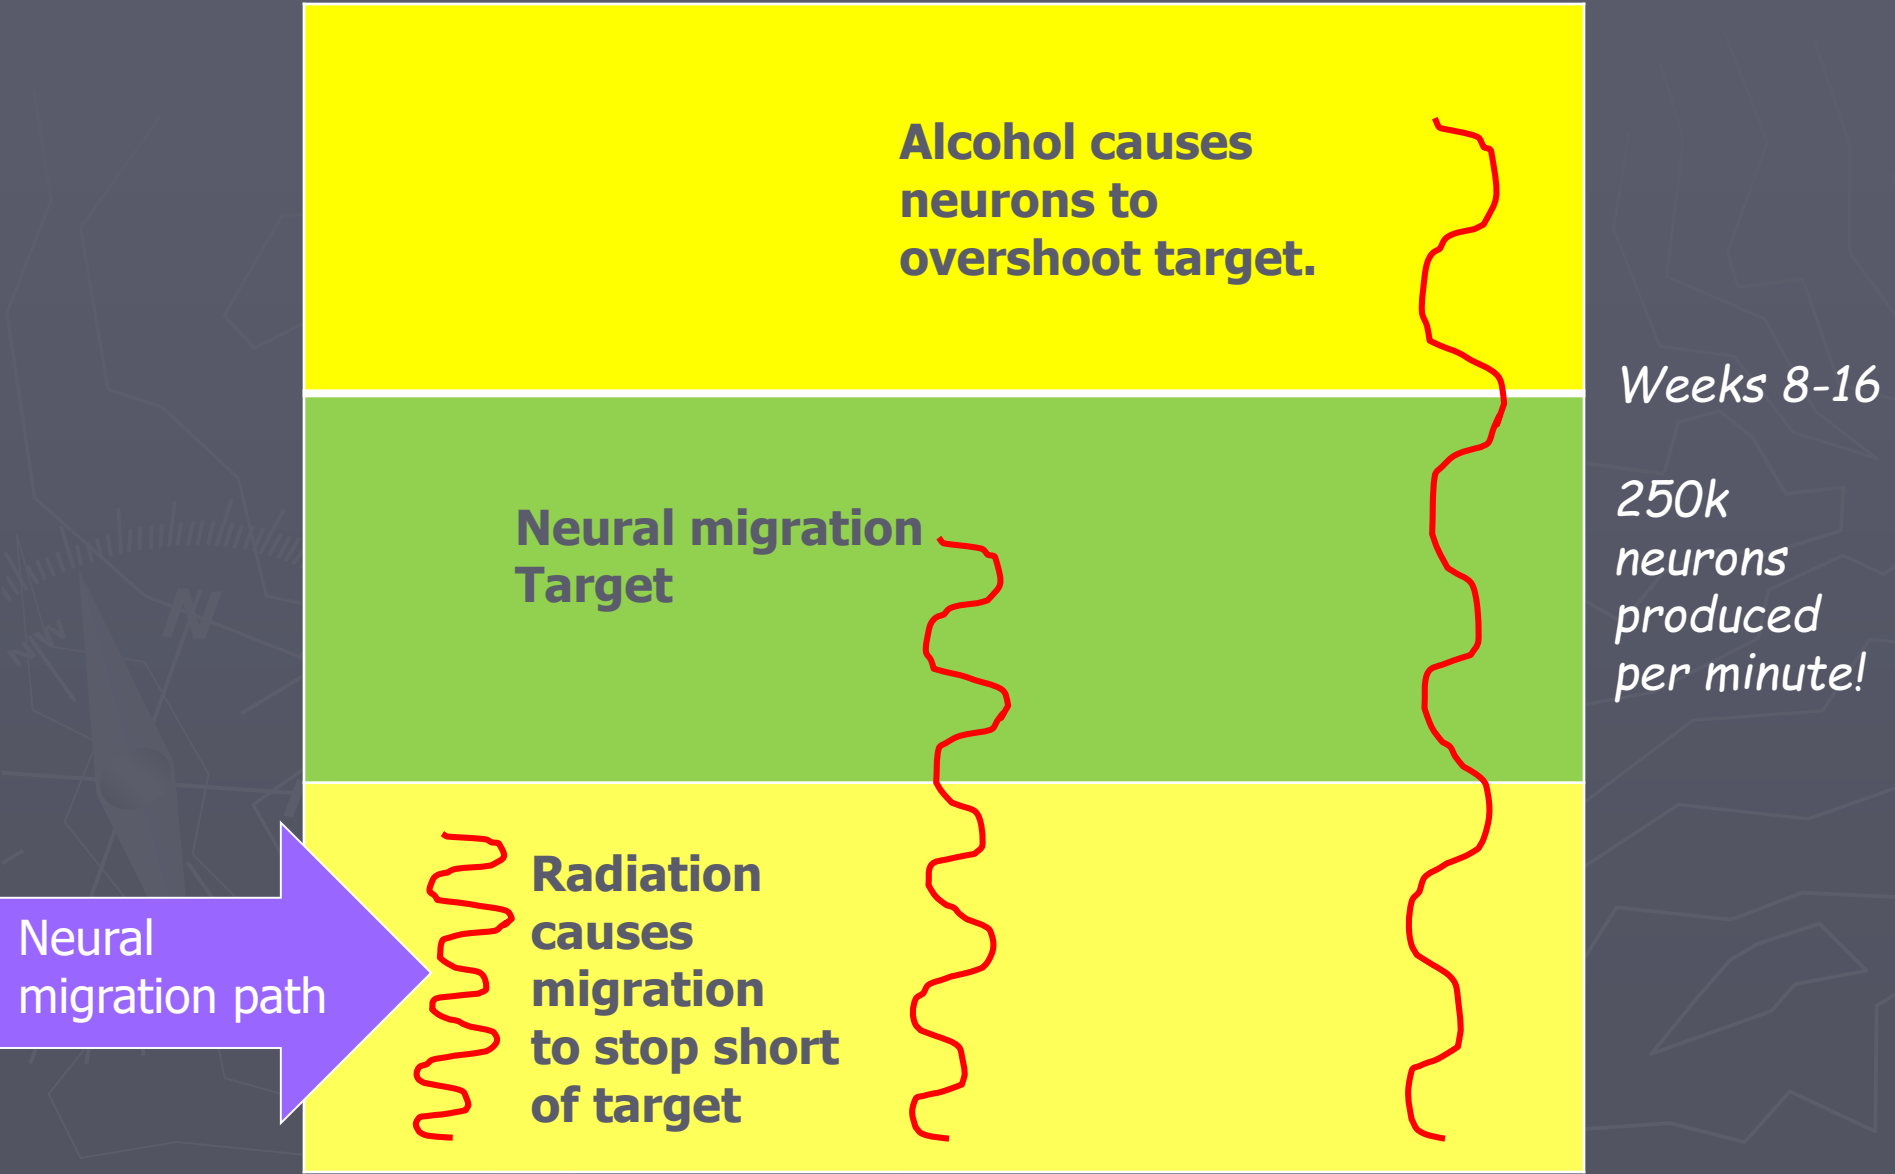 Alcohol causes
neurons to
overshoot target.
Weeks 8-16
250k
neurons
produced
per minute!
Neural migration
Target
Radiation
causes
migration
to stop short
of target
Neural
migration path
N
NW